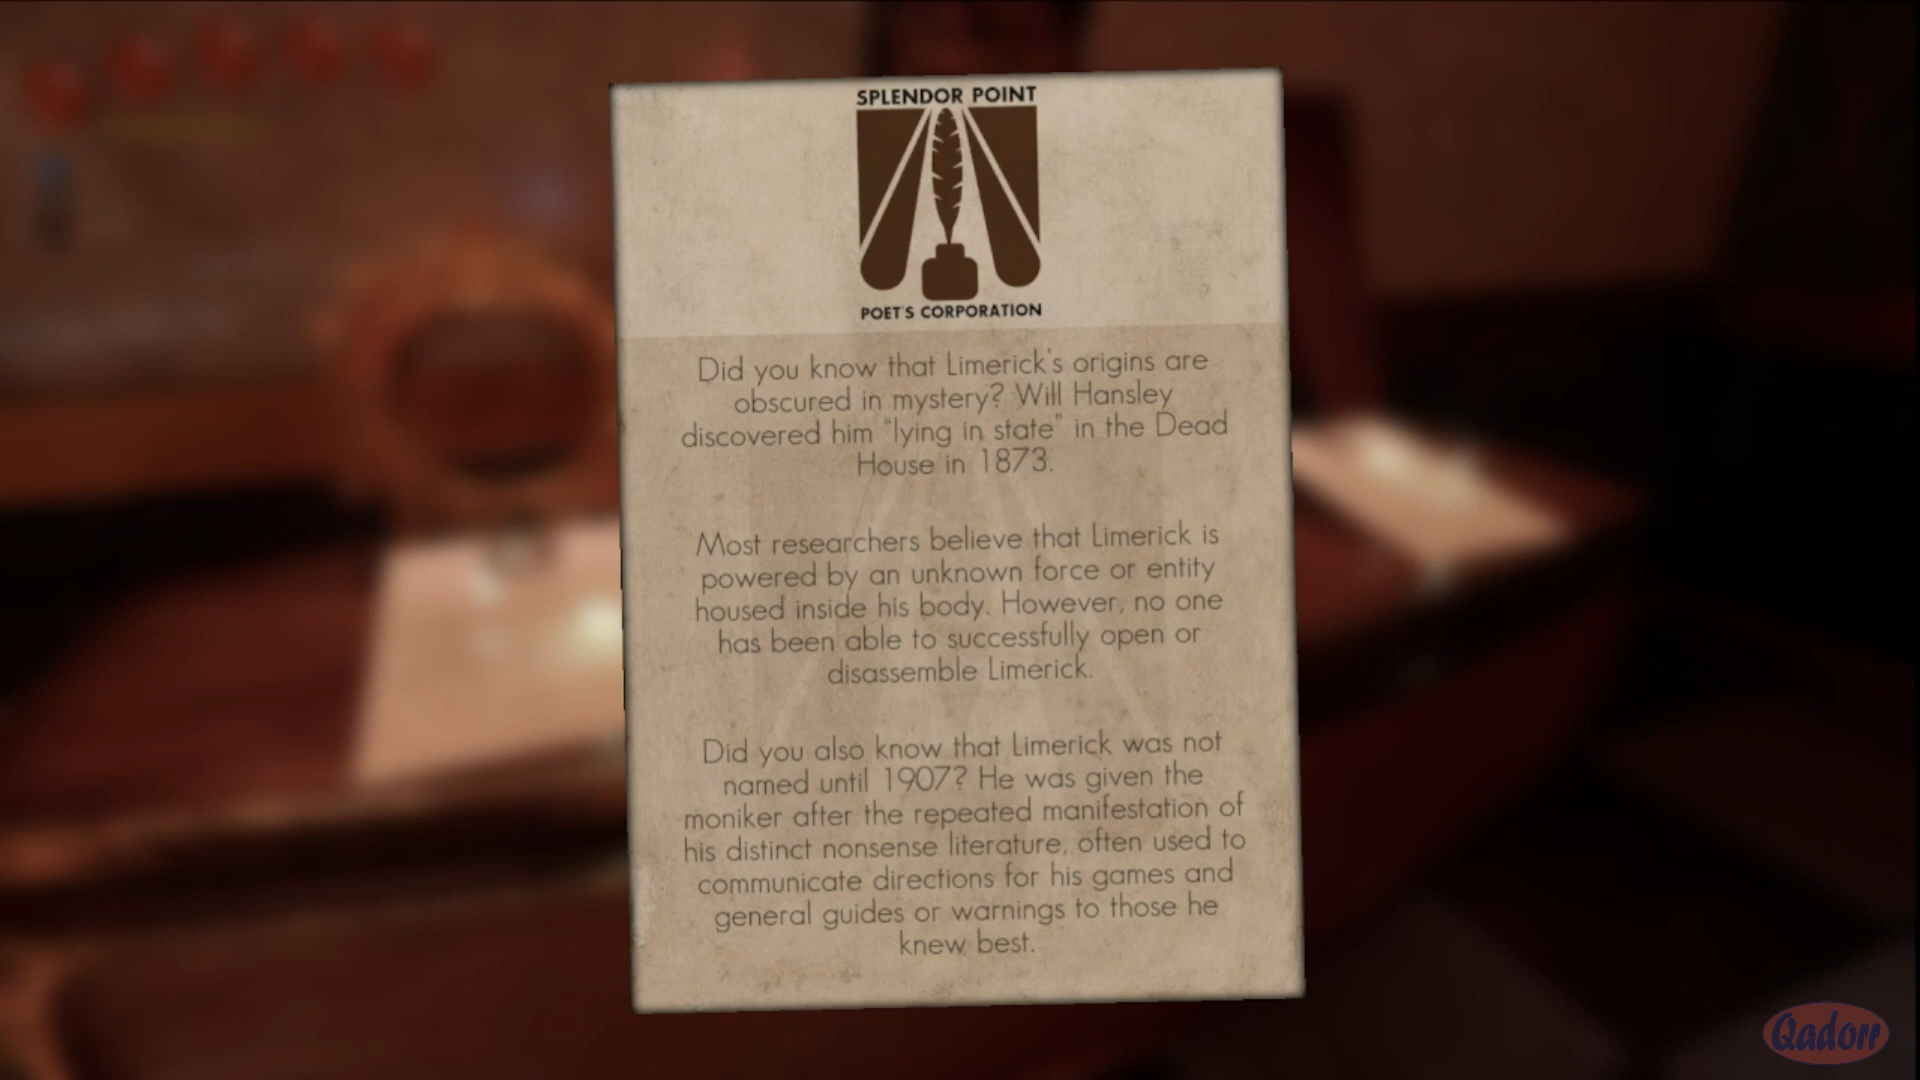 SPLENDOR POINT
POET'S CORPORATION
Did you know that Limerick's origins are
obscured in mystery? Will Hansley
discovered him "lying in state" in the Dead
House in 1873.
Most researchers believe that Limerick is
powered by an unknown force or entity
housed inside his body. However, no one
has been able to successfully open or
disassemble Limerick.
Did you also know that Limerick was not
named until 1907? He was given the
moniker after the repeated manifestation of
his distinct nonsense literature, often used to
communicate directions for his games and
general guides or warnings to those he
knew best.
Qadorr